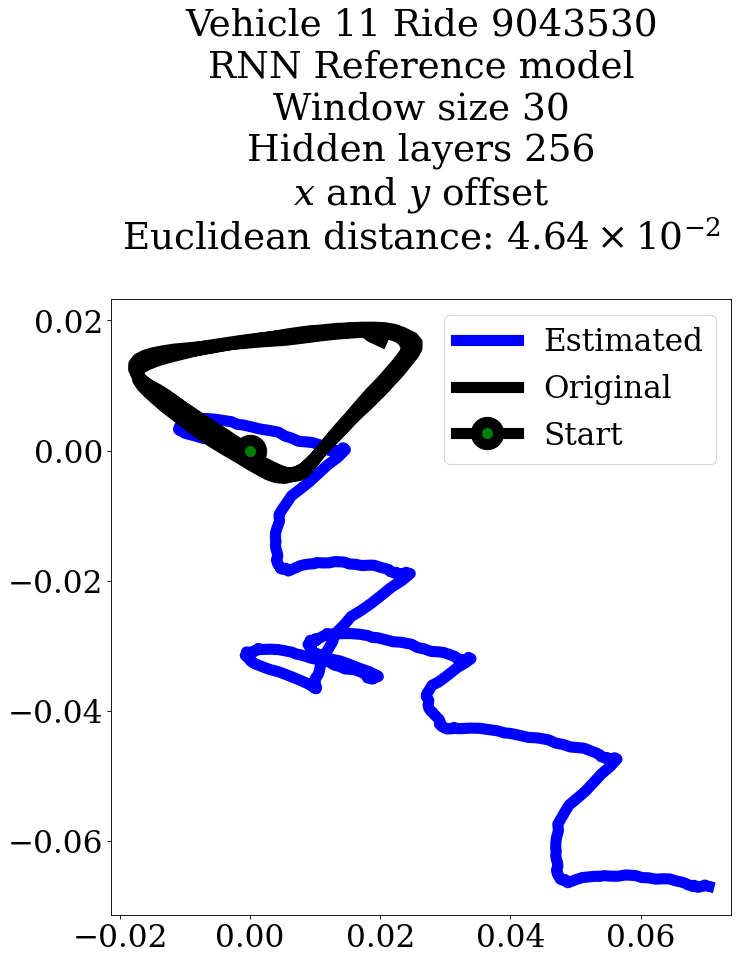 Vehicle 11 Ride 9043530
RNN Reference model
Window size 30
Hidden layers 256
x and y offset
Euclidean distance: 4.64 × 10⁻²
0.02
0.00
−0.02
−0.04
−0.06
Estimated
Original
Start
−0.02 0.00 0.02 0.04 0.06